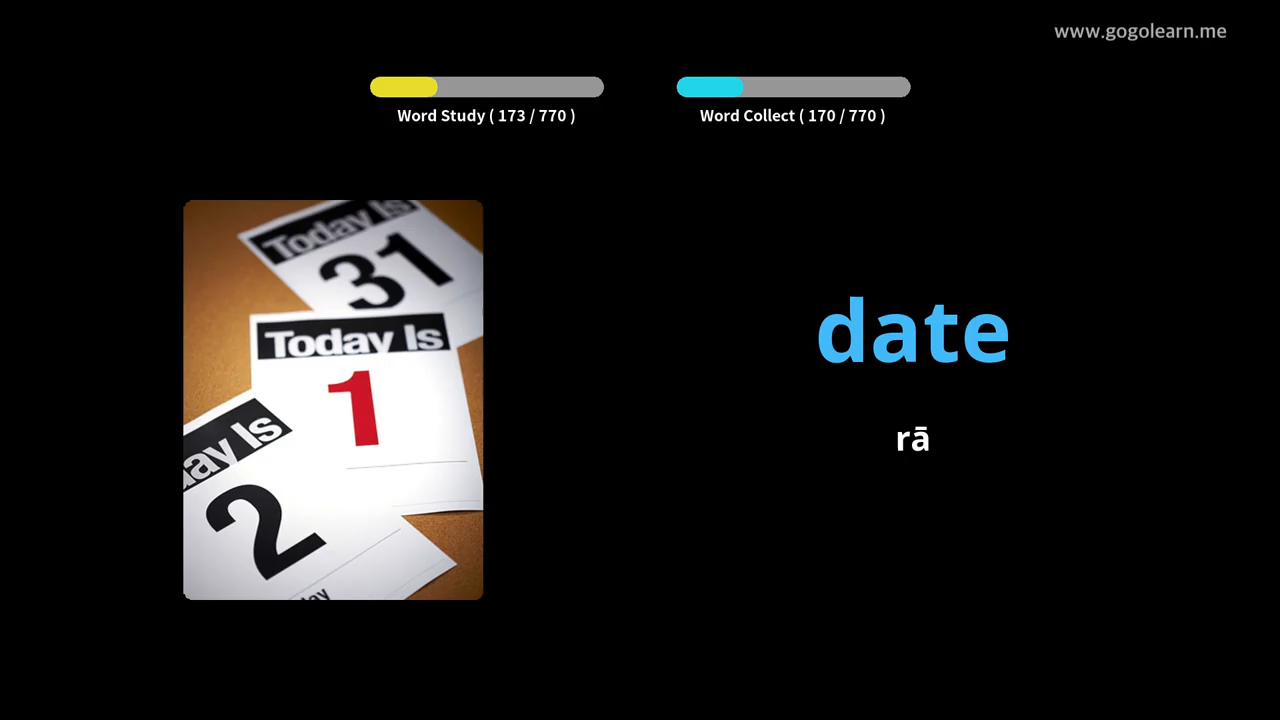 www.gogolearn.me
Word Study ( 173 / 770 )
Word Collect ( 170 / 770 )
Today Is
31
Today Is
1
ay Is
2
day
date
rā